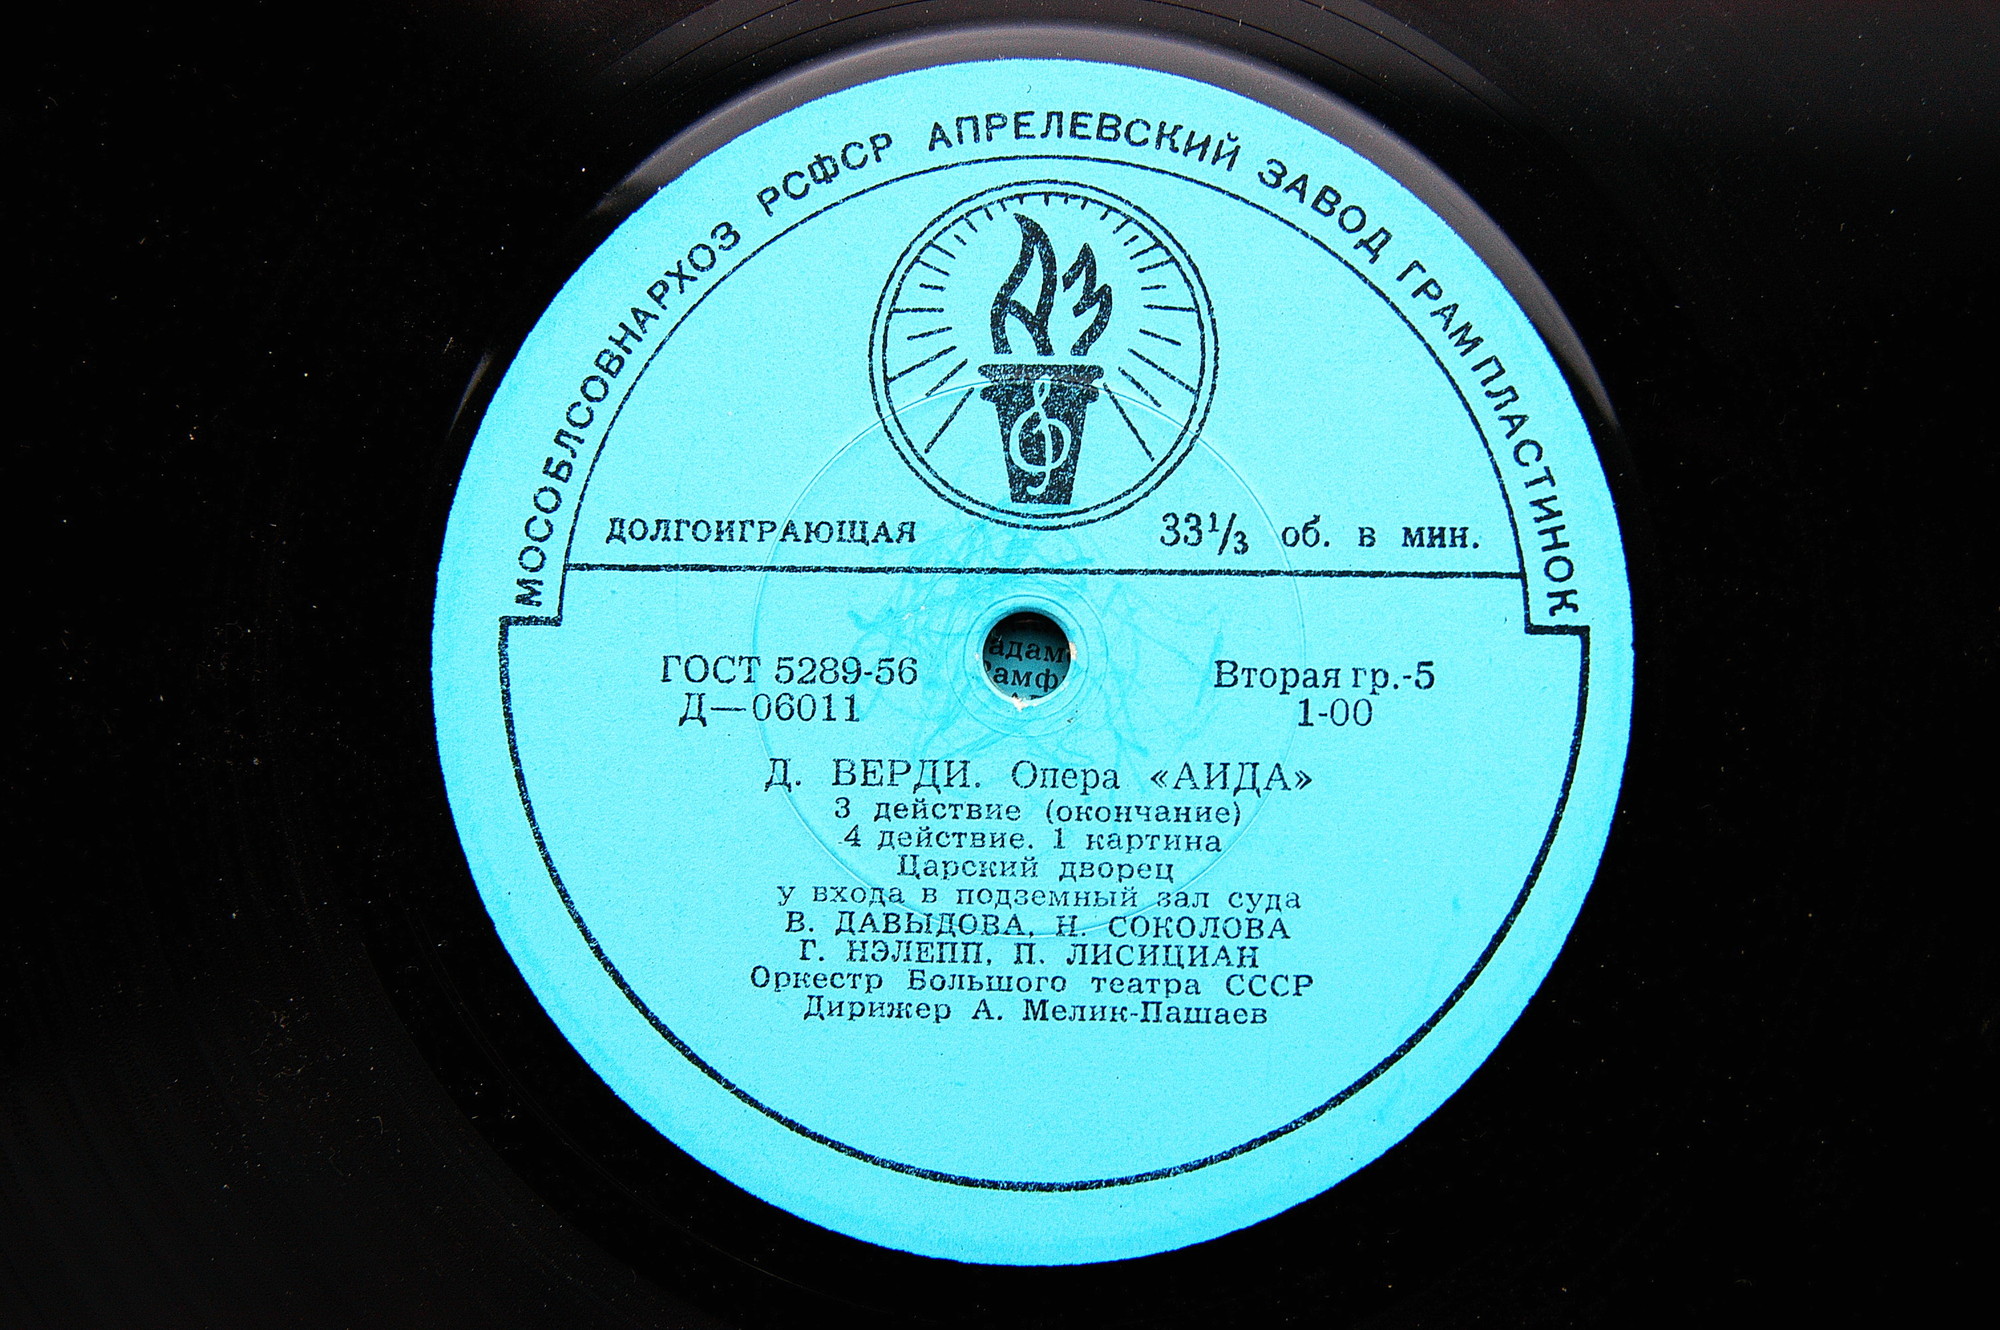 МОСОБЛСОВНАРХОЗ РСФСР АПРЕЛЕВСКИЙ ЗАВОД ГРАМПЛАСТИНОК
АЗ
ДОЛГОИГРАЮЩАЯ 33⅓ об. в мин.
ГОСТ 5289-56 Вторая гр.-5
Д—06011 1-00
Д. ВЕРДИ. Опера «АИДА»
3 действие (окончание)
4 действие. 1 картина
Царский дворец
у входа в подземный зал суда
В. ДАВЫДОВА, Н. СОКОЛОВА
Г. НЭЛЕПП, П. ЛИСИЦИАН
Оркестр Большого театра СССР
Дирижер А. Мелик-Пашаев